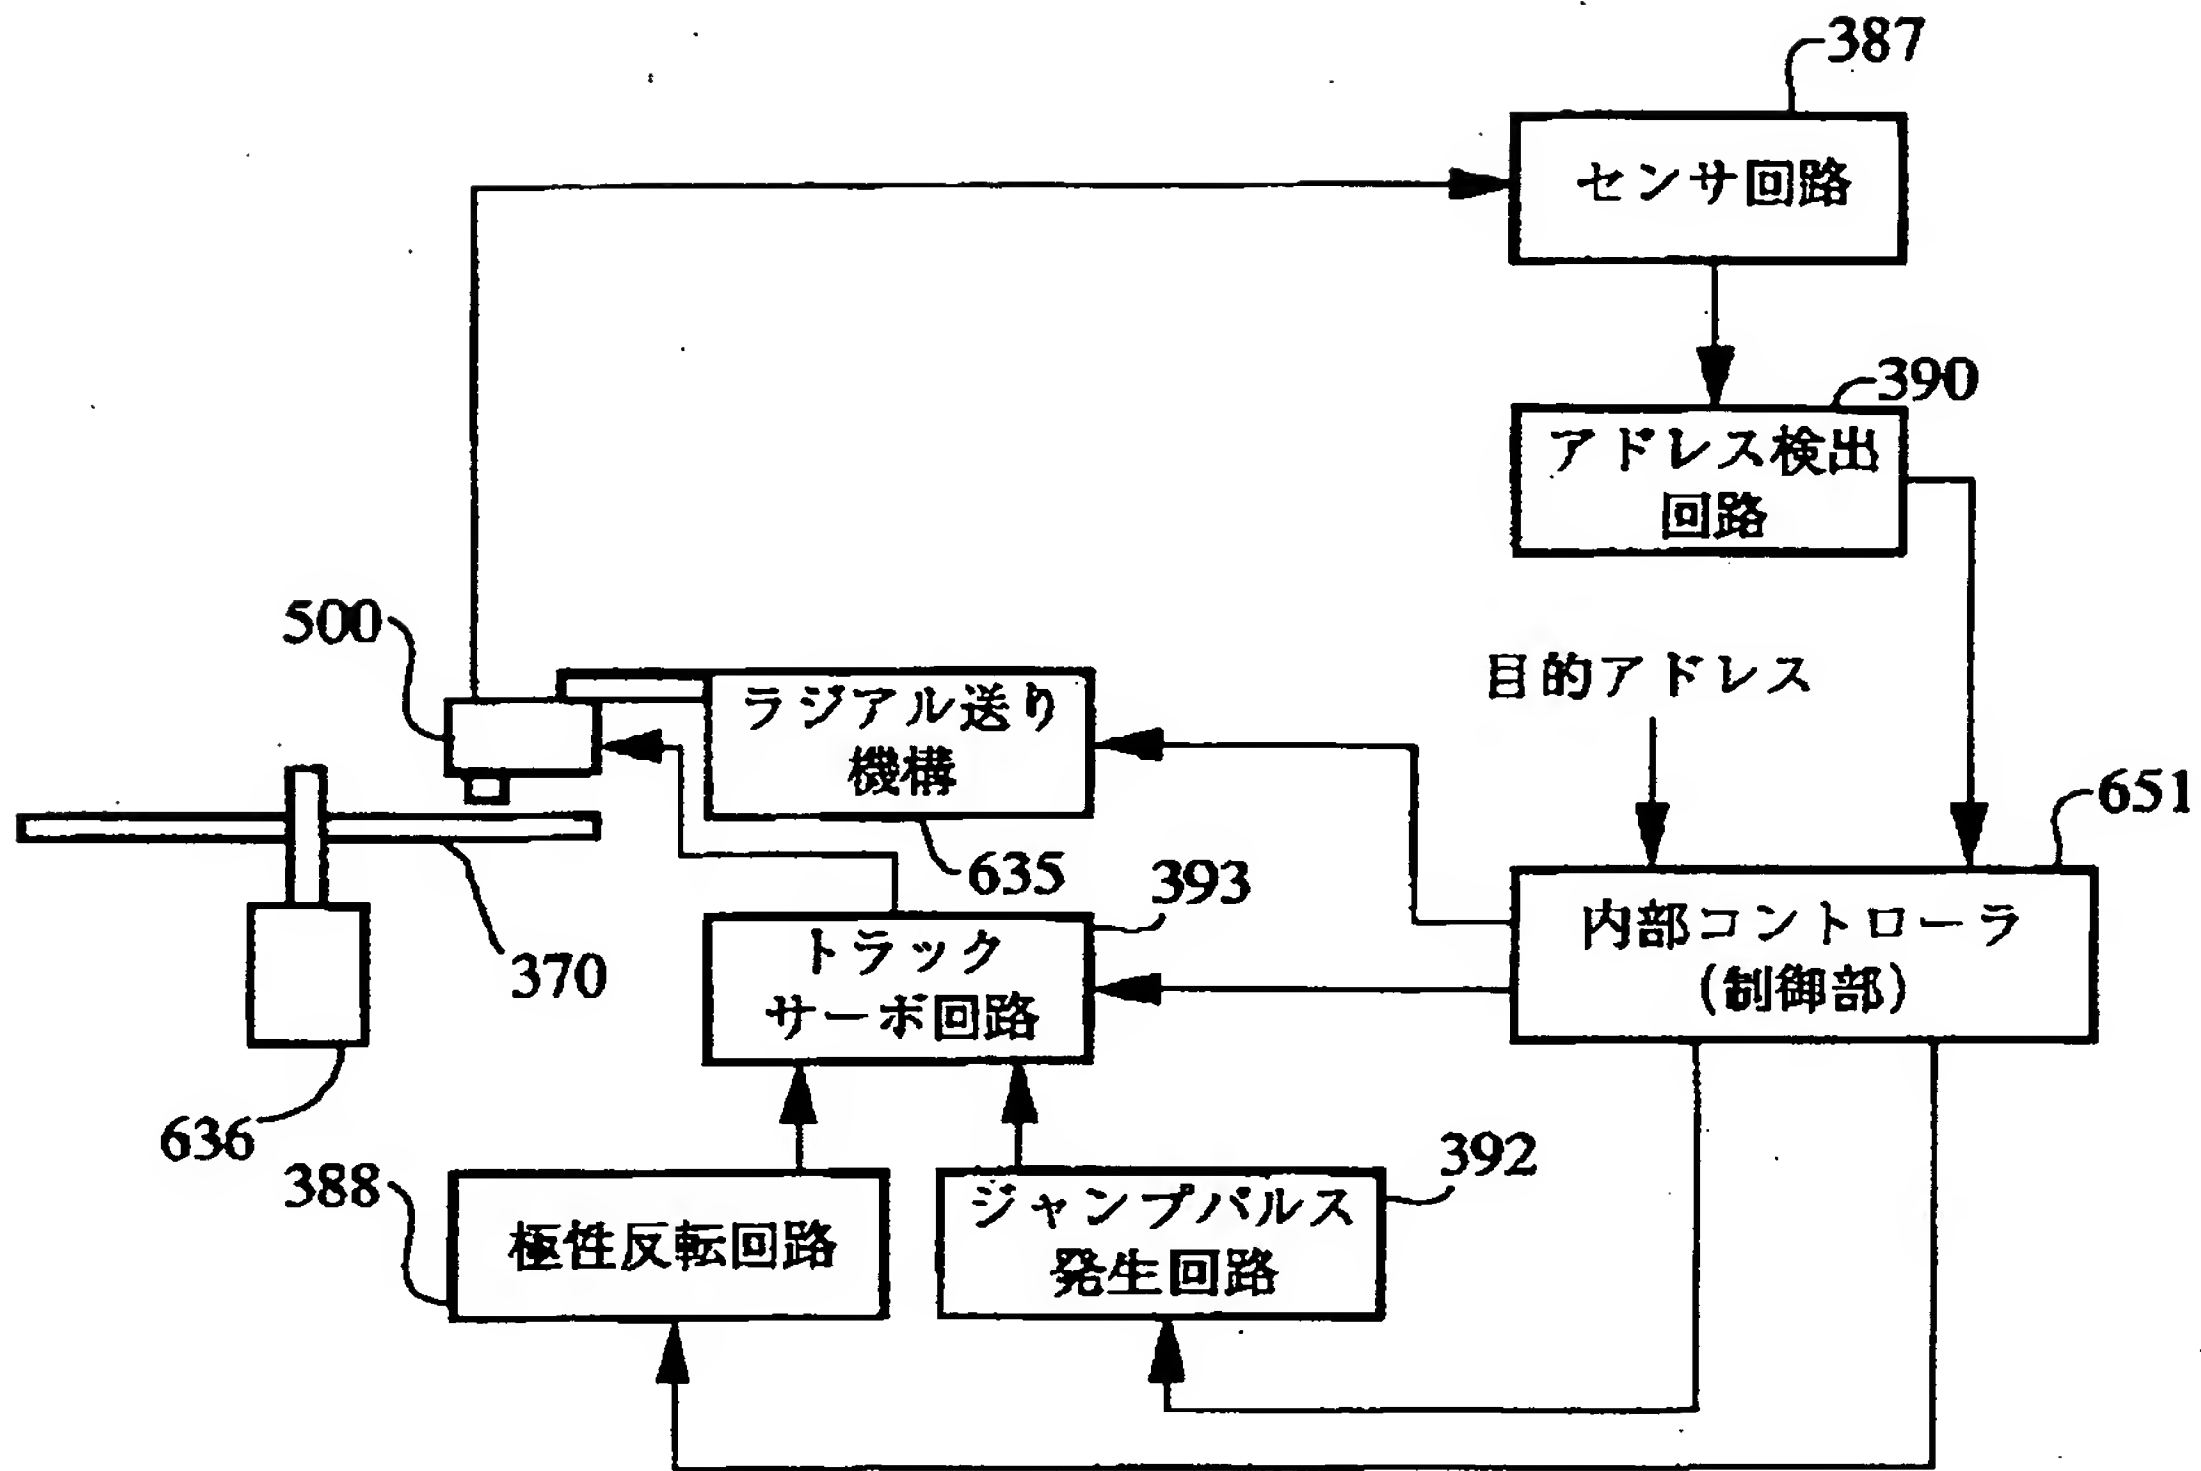 387
センサ回路
390
アドレス検出
回路
500
目的アドレス
ラジアル送り
機構
651
635
393
内部コントローラ
(制御部)
370
トラック
サーボ回路
636
392
388
ジャンプパルス
発生回路
極性反転回路